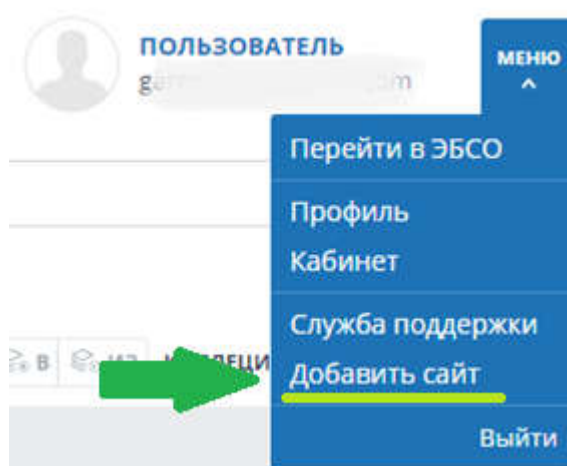 ПОЛЬЗОВАТЕЛЬ
МЕНЮ
Перейти в ЭБСО
Профиль
Кабинет
Служба поддержки
В
Добавить сайт
Выйти